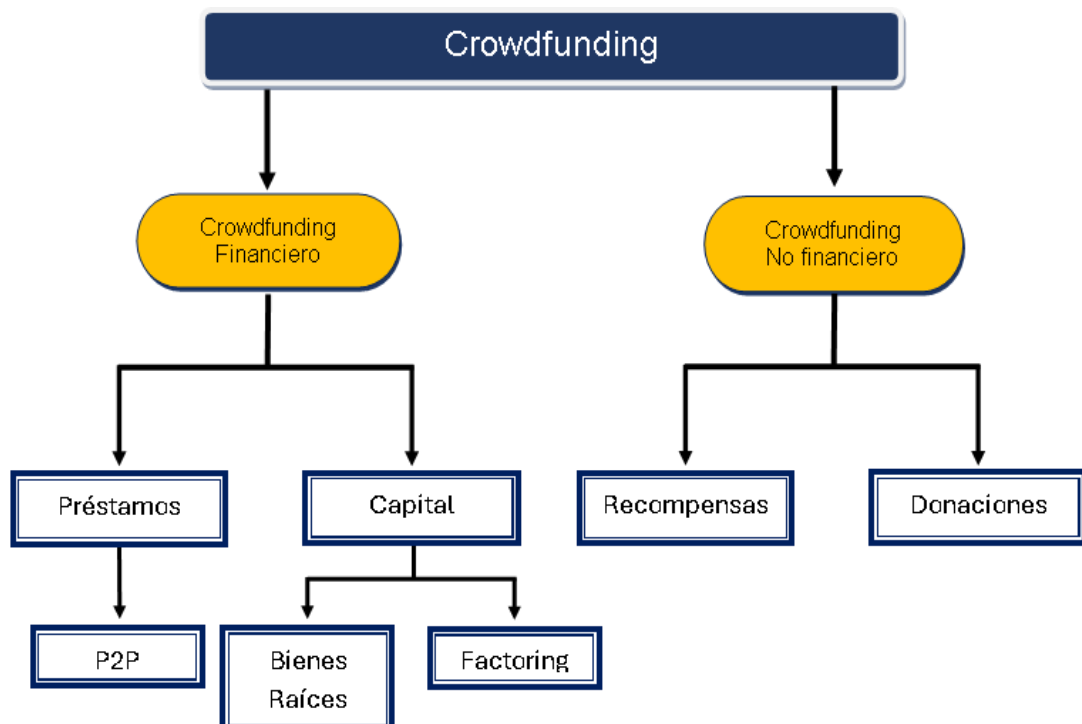 Crowdfunding
Crowdfunding
Financiero
Crowdfunding
No financiero
Préstamos
Capital
Recompensas
Donaciones
P2P
Bienes
Raíces
Factoring